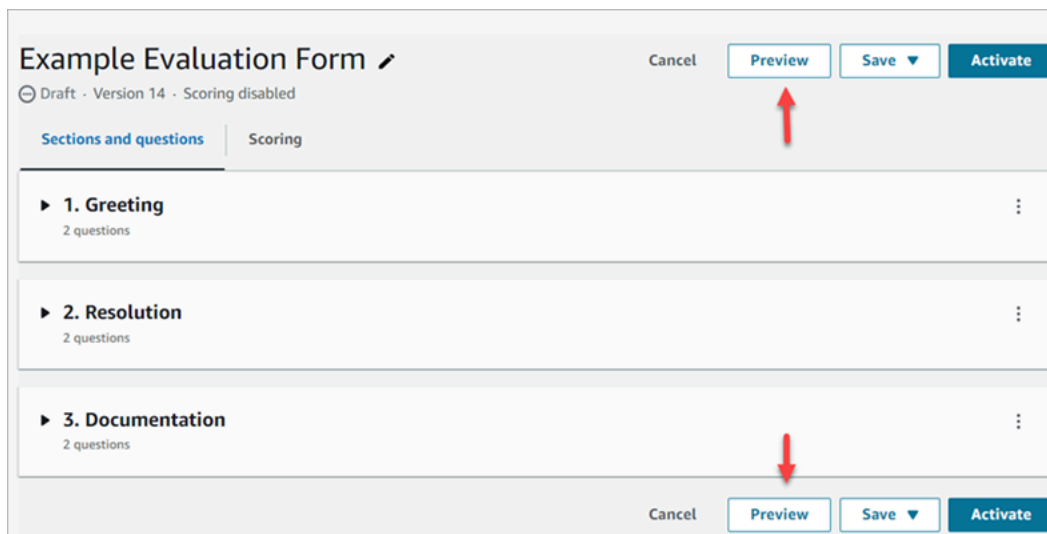 Example Evaluation Form
Cancel Preview Save Activate
Draft · Version 14 · Scoring disabled
Sections and questions Scoring
1. Greeting
2 questions
2. Resolution
2 questions
3. Documentation
2 questions
Cancel Preview Save Activate